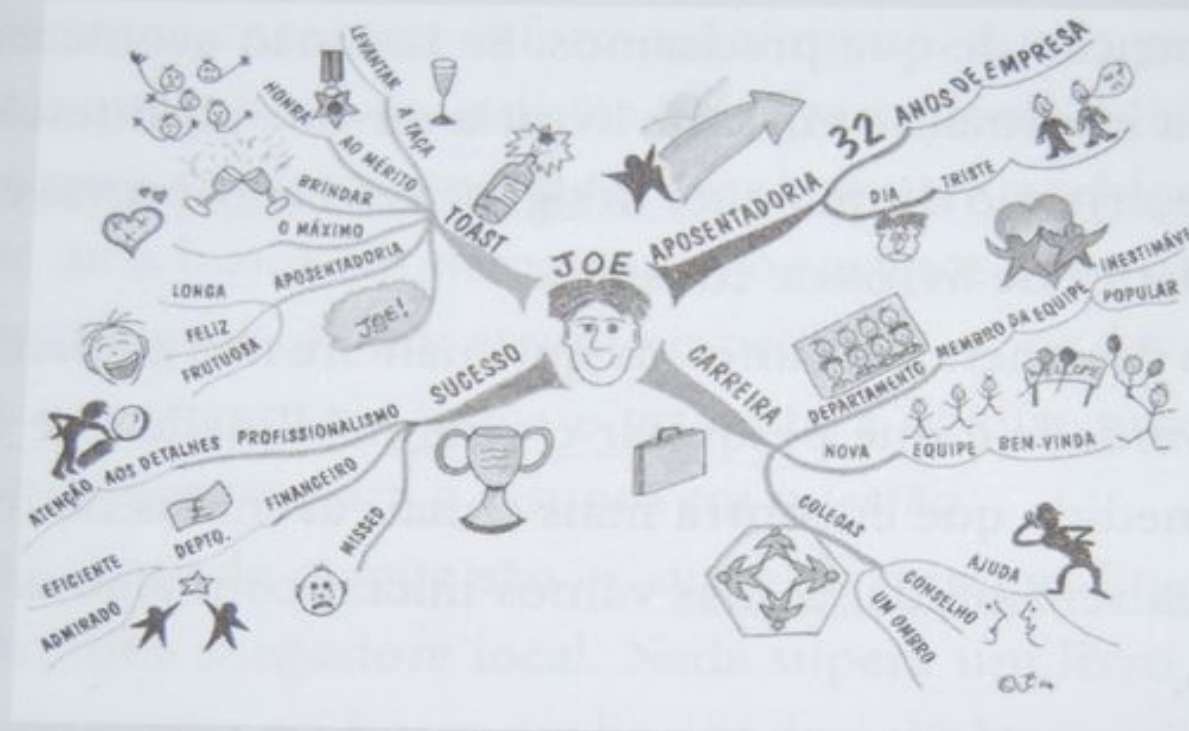 JOE
TOAST
LEVANTAR A TAÇA
HONRA AO MÉRITO
BRINDAR
O MÁXIMO
APOSENTADORIA
LONGA
FELIZ
FRUTUOSA
JOE!
APOSENTADORIA
32 ANOS DE EMPRESA
DIA TRISTE
CARREIRA
DEPARTAMENTO
MEMBRO DA EQUIPE
INESTIMÁVE
POPULAR
NOVA EQUIPE BEM-VINDA
COLEGAS
AJUDA
CONSELHO
UM OMBRO
SUCESSO
PROFISSIONALISMO
ATENÇÃO AOS DETALHES
FINANCEIRO
DEPTO.
EFICIENTE
ADMIRADO
MISSED